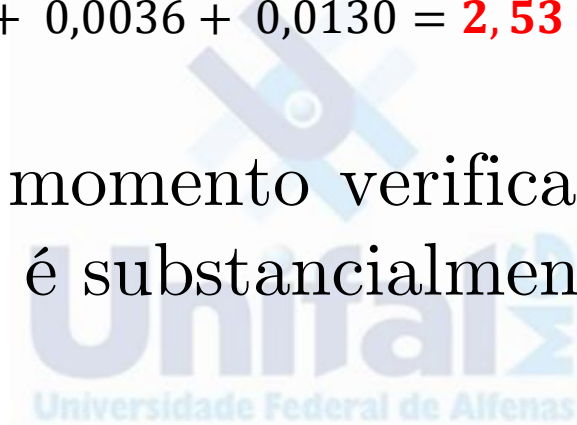 + 0,0036 + 0,0130 = 2,53
momento verifica
é substancialmen
Unifal MG
Universidade Federal de Alfenas